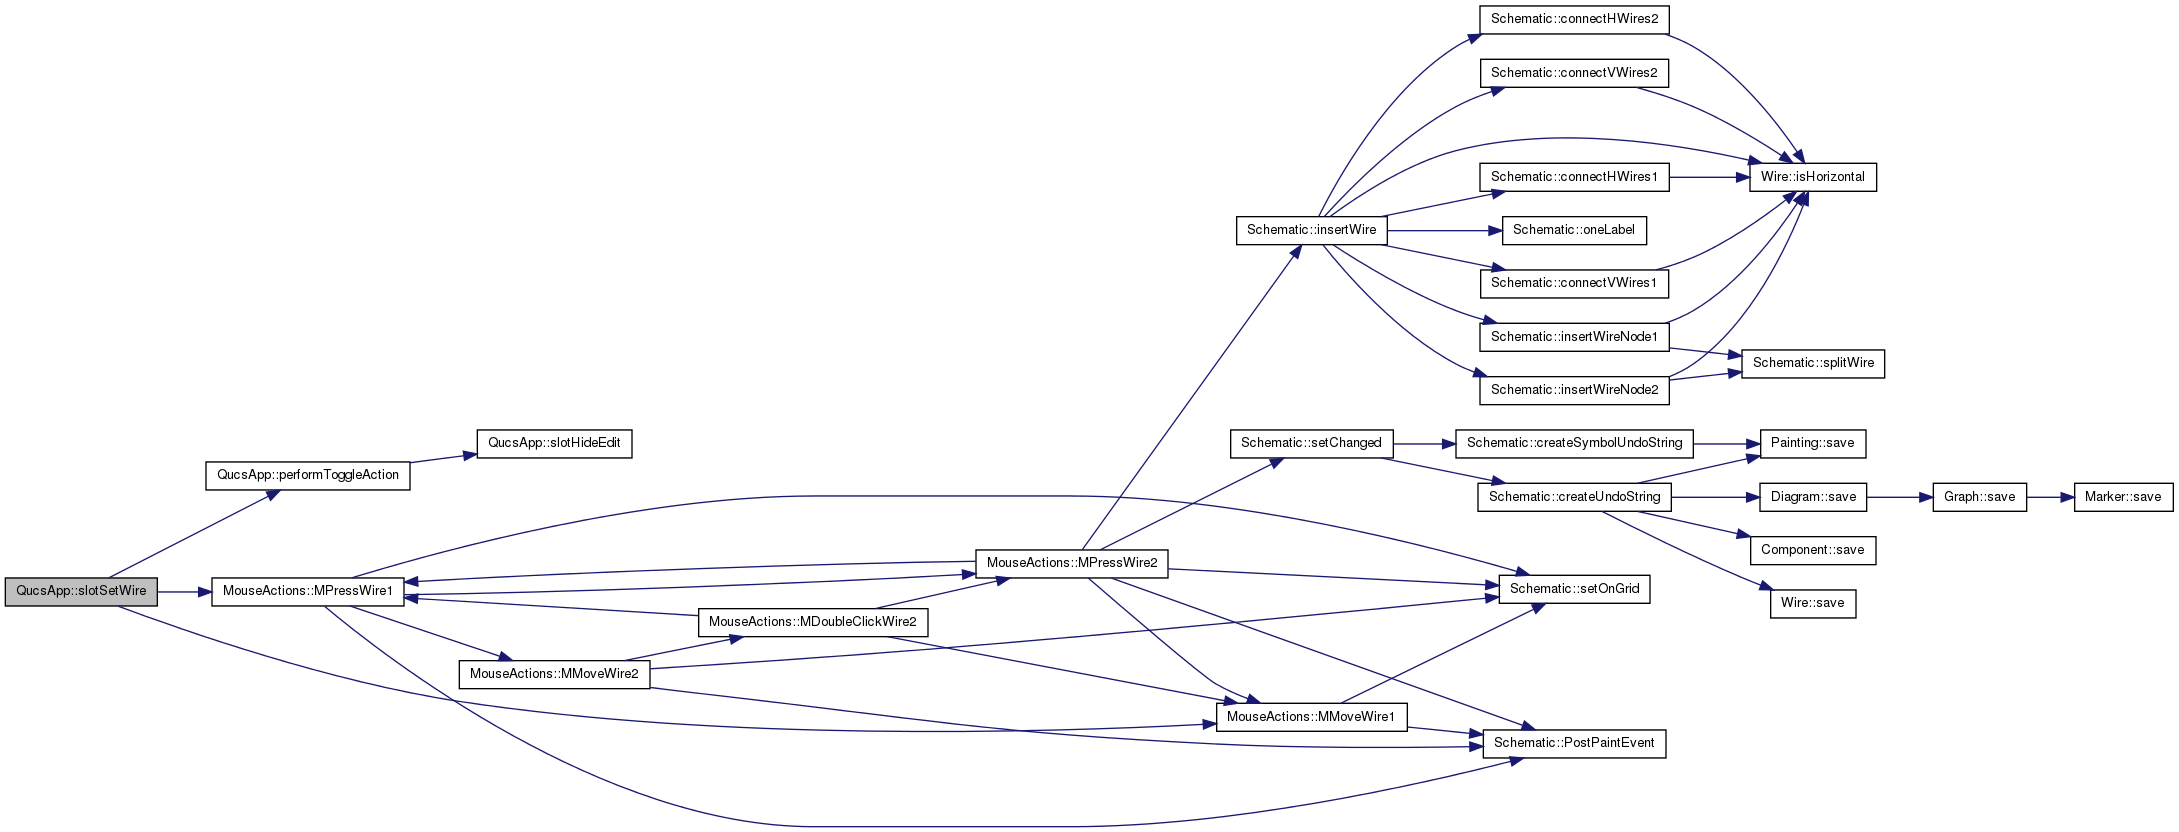 Schematic::connectHWires2
Schematic::connectVWires2
Schematic::connectHWires1
Wire::isHorizontal
Schematic::insertWire
Schematic::oneLabel
Schematic::connectVWires1
Schematic::insertWireNode1
Schematic::splitWire
Schematic::insertWireNode2
QucsApp::slotHideEdit
Schematic::setChanged
Schematic::createSymbolUndoString
Painting::save
QucsApp::performToggleAction
Schematic::createUndoString
Diagram::save
Graph::save
Marker::save
Component::save
MouseActions::MPressWire2
QucsApp::slotSetWire
MouseActions::MPressWire1
Schematic::setOnGrid
Wire::save
MouseActions::MDoubleClickWire2
MouseActions::MMoveWire2
MouseActions::MMoveWire1
Schematic::PostPaintEvent